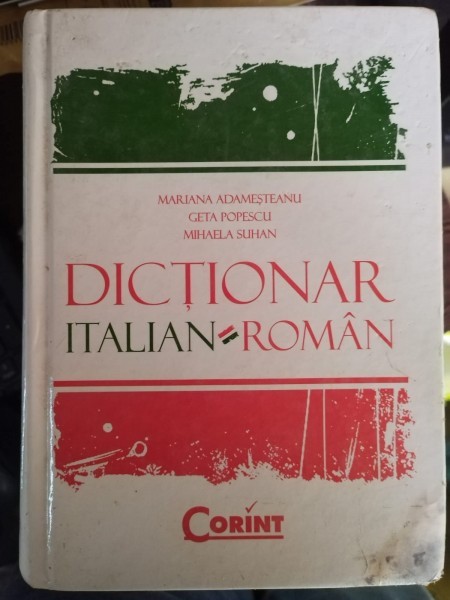 MARIANA ADAMEȘTEANU
GETA POPESCU
MIHAELA SUHAN
DICȚIONAR
ITALIAN-ROMÂN
CORINT